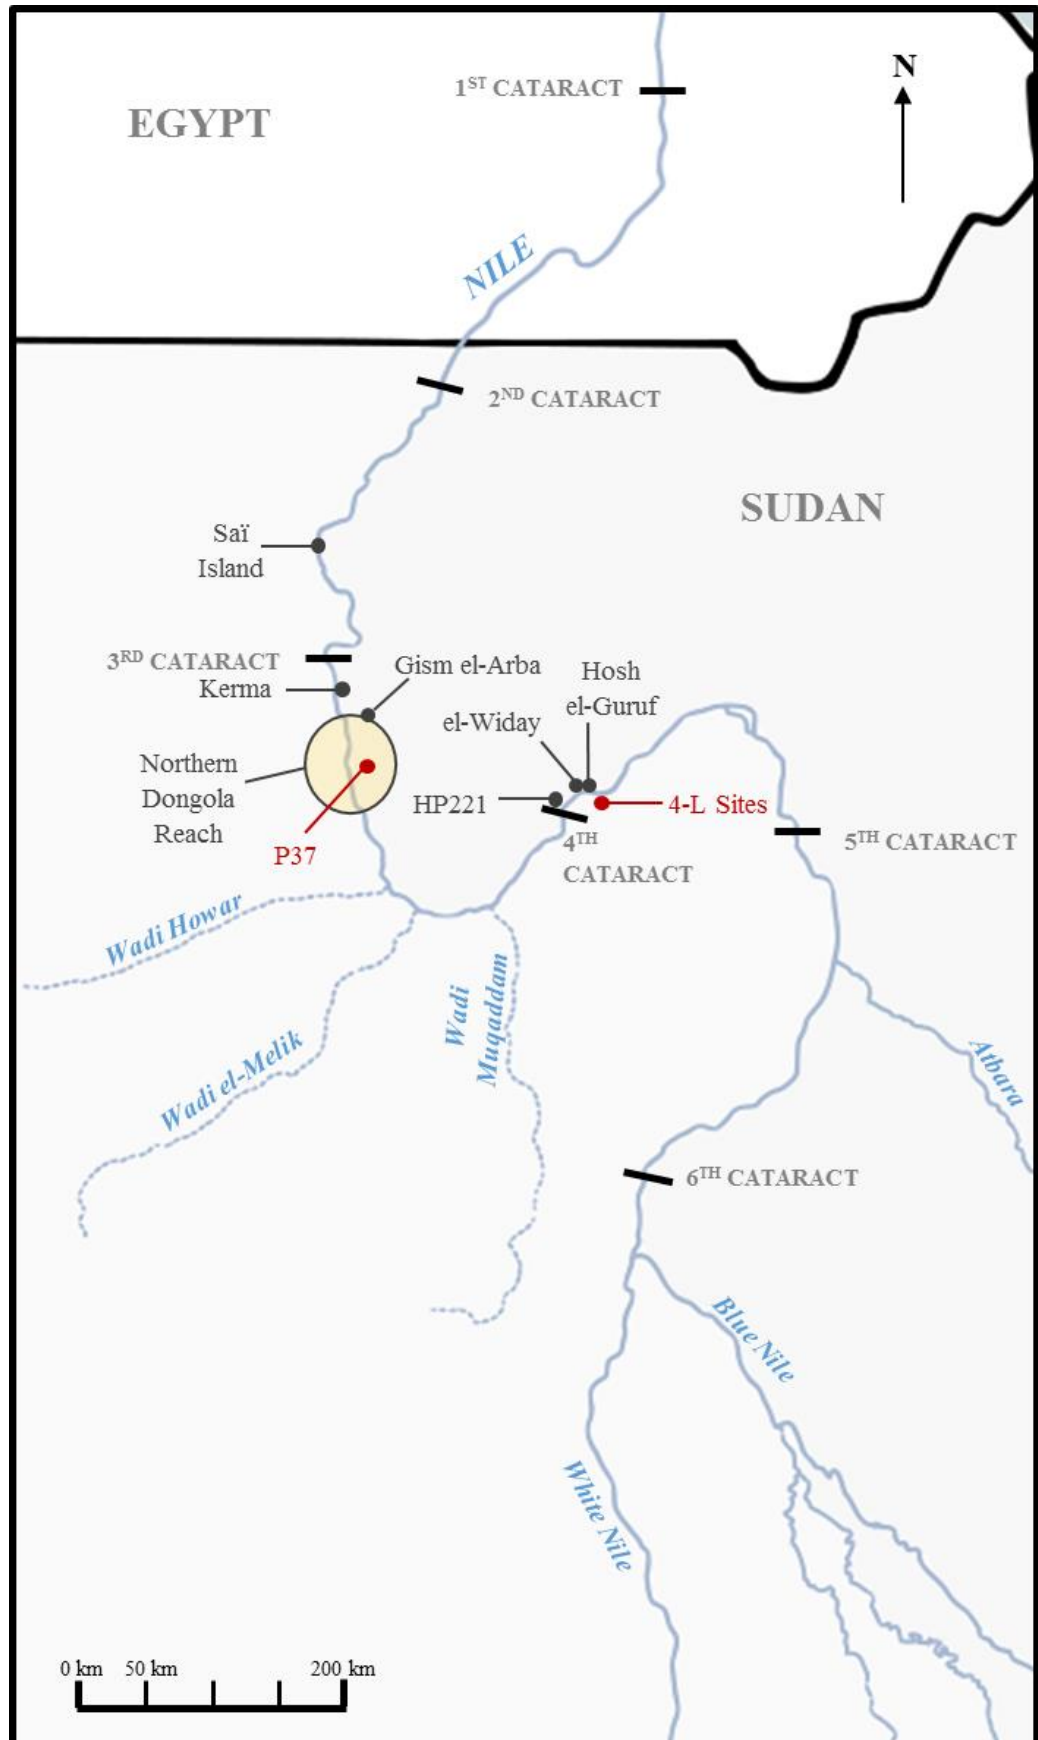 1ST CATARACT
N
EGYPT
NILE
2ND CATARACT
SUDAN
Saï
Island
3RD CATARACT
Kerma
Gism el-Arba
Hosh
el-Guruf
el-Widay
Northern
Dongola
Reach
HP221
4-L Sites
P37
4TH
CATARACT
5TH CATARACT
Wadi Howar
Wadi el-Melik
Wadi
Muqaddam
Atbara
6TH CATARACT
Blue Nile
White Nile
0 km 50 km 200 km